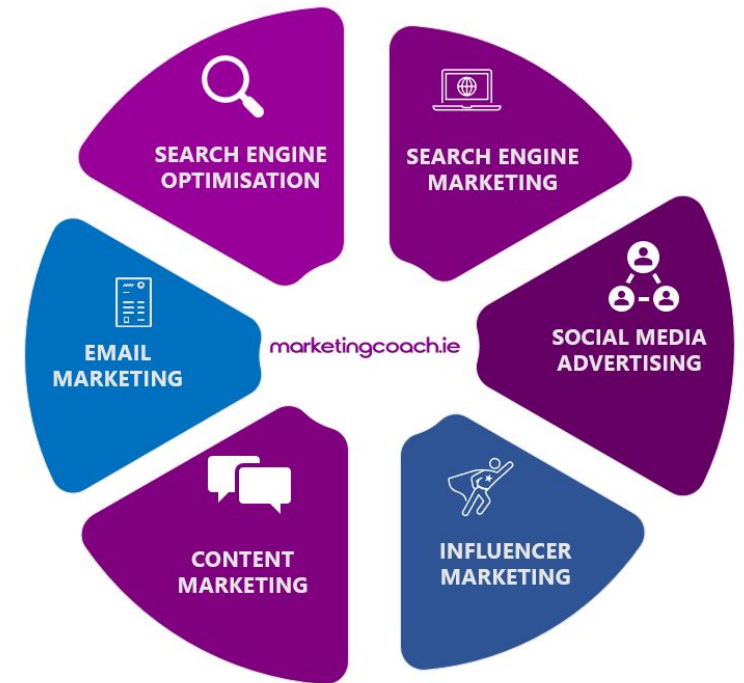 SEARCH ENGINE
OPTIMISATION
SEARCH ENGINE
MARKETING
SOCIAL MEDIA
ADVERTISING
INFLUENCER
MARKETING
CONTENT
MARKETING
EMAIL
MARKETING
marketingcoach.ie